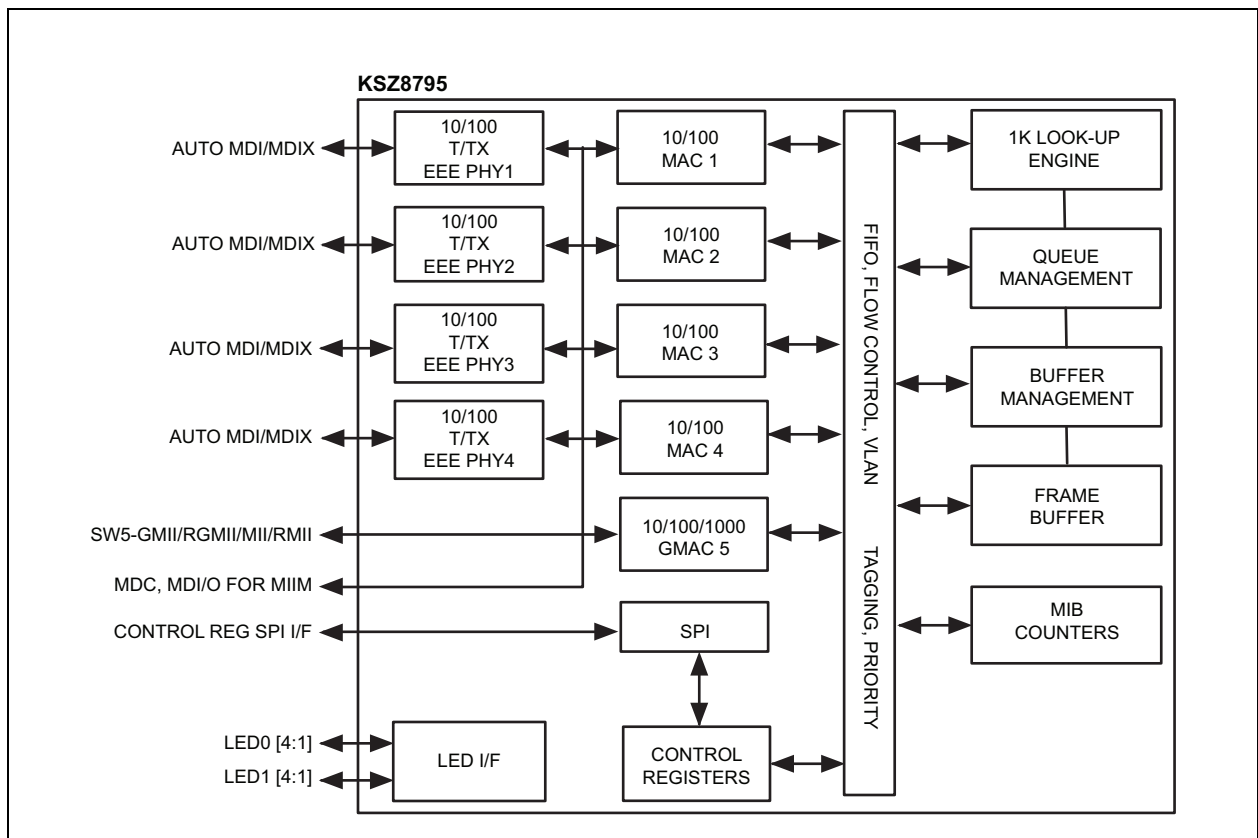 KSZ8795
AUTO MDI/MDIX
10/100
T/TX
EEE PHY1
10/100
MAC 1
1K LOOK-UP
ENGINE
AUTO MDI/MDIX
10/100
T/TX
EEE PHY2
10/100
MAC 2
QUEUE
MANAGEMENT
AUTO MDI/MDIX
10/100
T/TX
EEE PHY3
10/100
MAC 3
BUFFER
MANAGEMENT
AUTO MDI/MDIX
10/100
T/TX
EEE PHY4
10/100
MAC 4
FRAME
BUFFER
SW5-GMII/RGMII/MII/RMII
10/100/1000
GMAC 5
MDC, MDI/O FOR MIIM
CONTROL REG SPI I/F
SPI
MIB
COUNTERS
FIFO, FLOW CONTROL, VLAN TAGGING, PRIORITY
LED0 [4:1]
LED1 [4:1]
LED I/F
CONTROL
REGISTERS